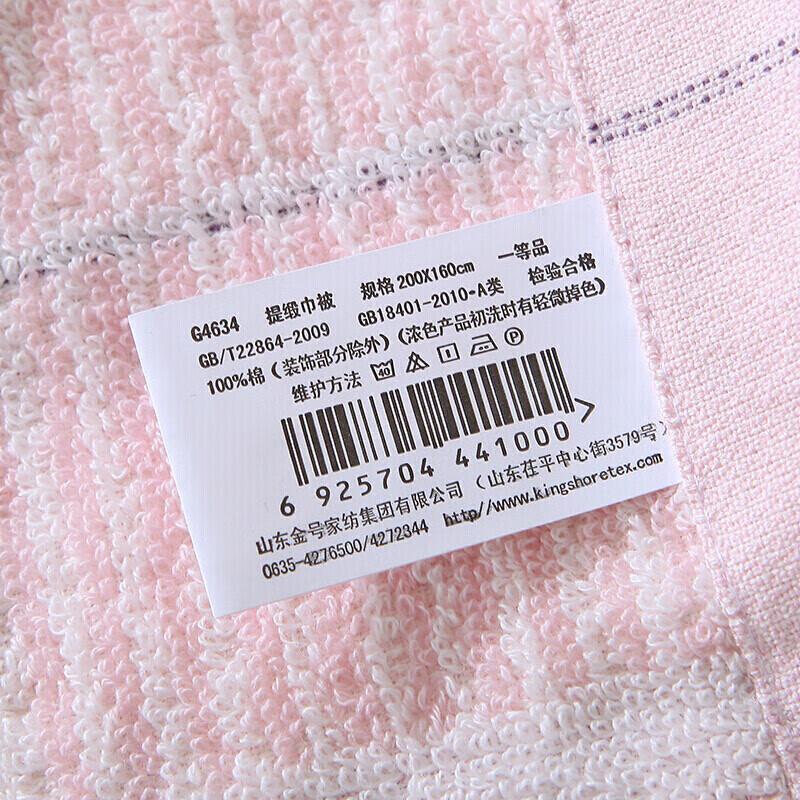 G4634 提缎巾被 规格 200X160cm 一等品
GB/T22864-2009 GB18401-2010-A类 检验合格
100%棉（装饰部分除外）（浓色产品初洗时有轻微掉色）
维护方法 40 P
6 925704 441000 >
山东金号家纺集团有限公司（山东茌平中心街3579号）
0635-4276500/4272344 http//www.kingshoretex.com